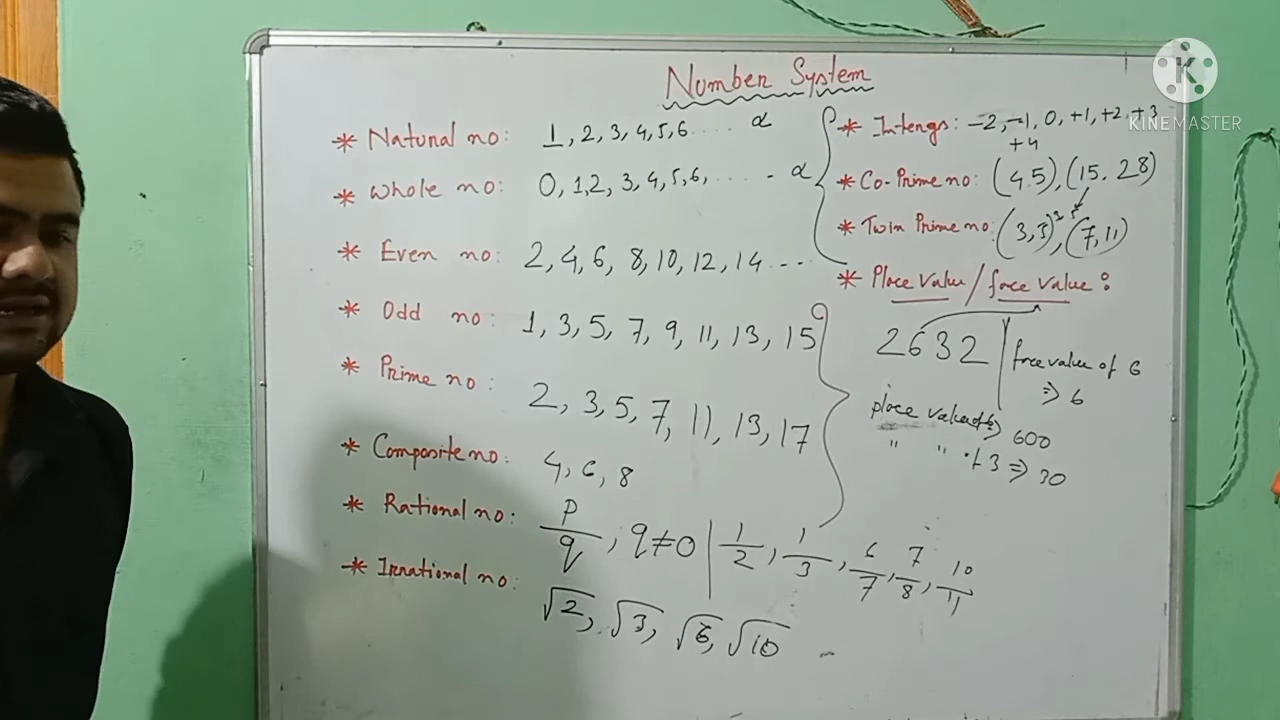 Number System
* Natural no: 1, 2, 3, 4, 5, 6 .... α
* Whole no: 0, 1, 2, 3, 4, 5, 6, .... - α
* Even no: 2, 4, 6, 8, 10, 12, 14 ...
* Odd no: 1, 3, 5, 7, 9, 11, 13, 15
* Prime no: 2, 3, 5, 7, 11, 13, 17
* Composite no: 4, 6, 8
* Rational no: p/q, q≠0 | 1/2, 1/3, 6/7, 7/8, 10/11
* Irrational no: √2, √3, √6, √10
* Intengs: -2, -1, 0, +1, +2, +3
+4
* Co-Prime no: (4.5), (15. 28)
* Twin Prime no: (3,3), (7,11)
* Place Value / face value:
2632 | face value of 6
⇒ 6
place value of 6 ⇒ 600
" " of 3 ⇒ 30
K
KINEMASTER